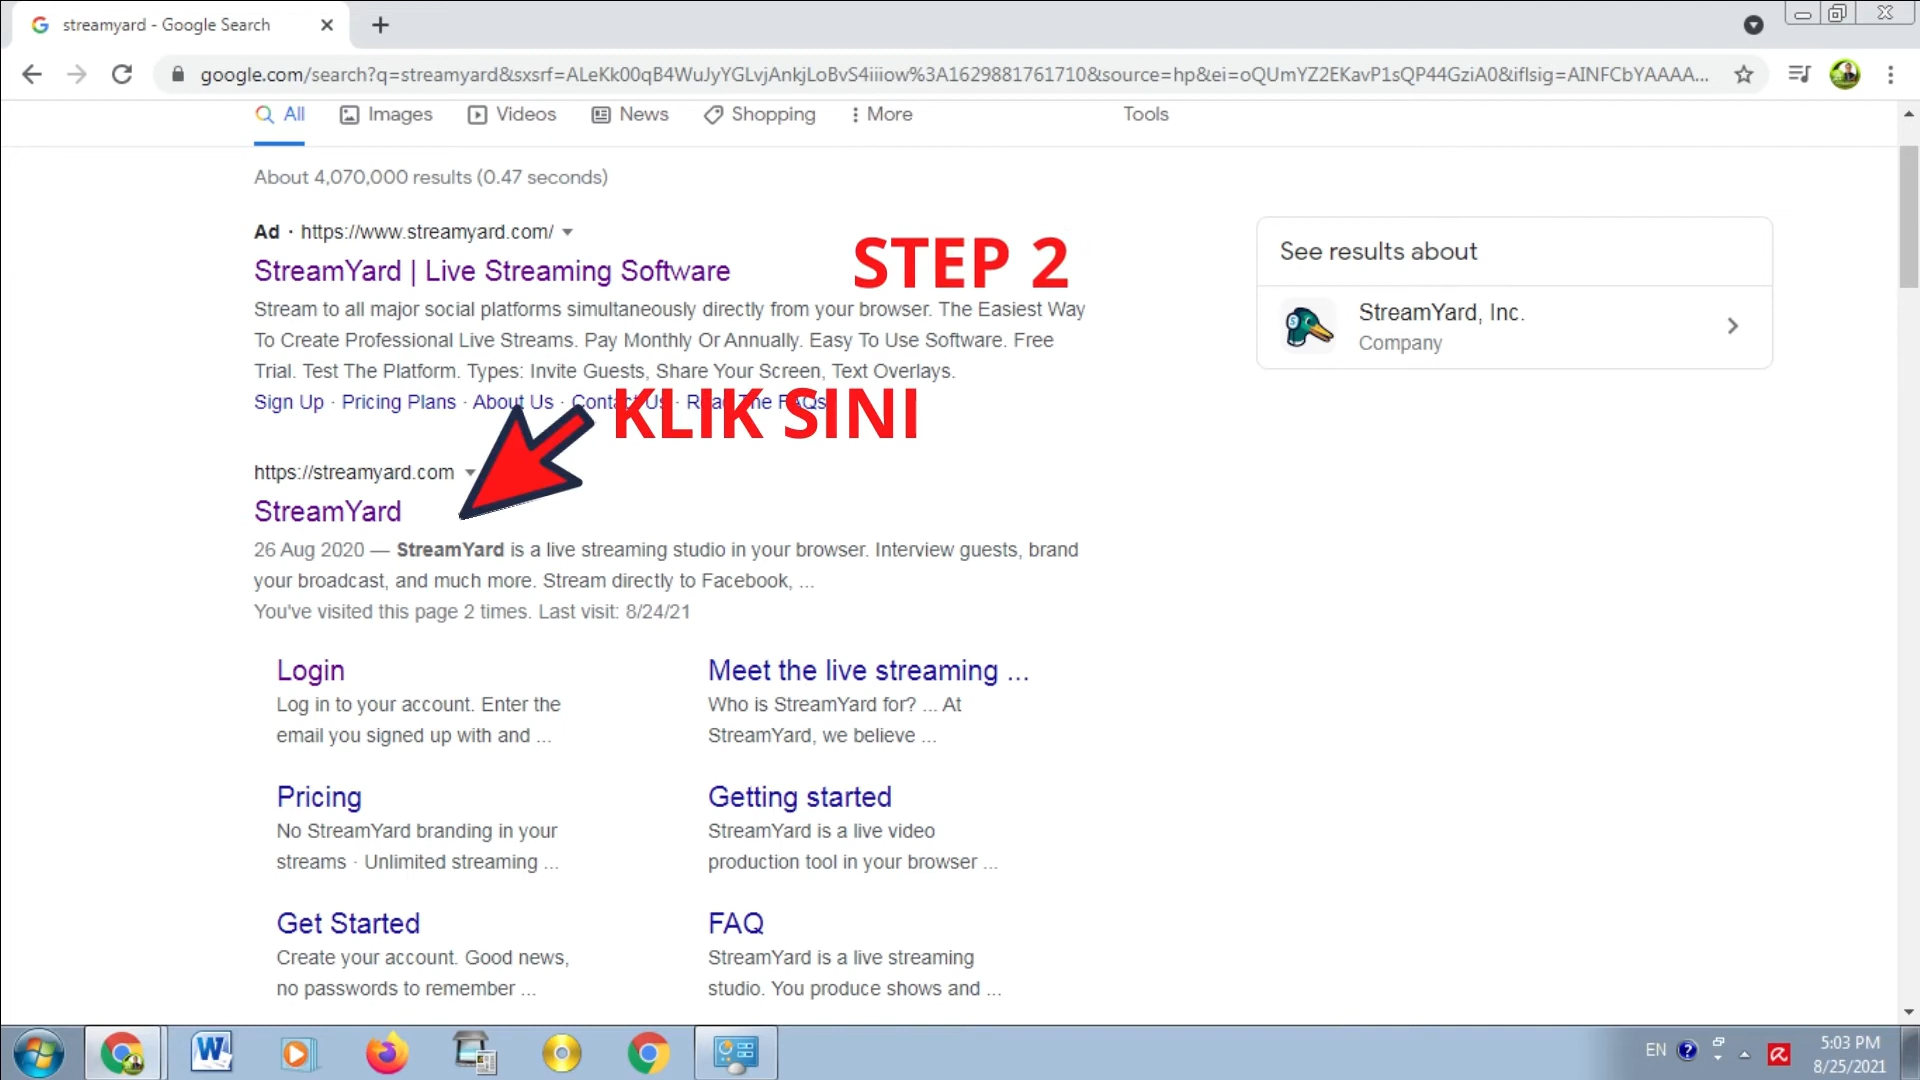 streamyard - Google Search
google.com/search?q=streamyard&sxsrf=ALeKk00qB4WuJyYGLvjAnkjLoBvS4iiiow%3A1629881761710&source=hp&ei=oQUmYZ2EKavP1sQP44GziA0&iflsig=AINFCbYAAAA...
All Images Videos News Shopping More Tools
About 4,070,000 results (0.47 seconds)
Ad · https://www.streamyard.com/
StreamYard | Live Streaming Software
STEP 2
Stream to all major social platforms simultaneously directly from your browser. The Easiest Way
To Create Professional Live Streams. Pay Monthly Or Annually. Easy To Use Software. Free
Trial. Test The Platform. Types: Invite Guests, Share Your Screen, Text Overlays.
Sign Up · Pricing Plans · About Us · Contact Us · Read The FAQs
KLIK SINI
https://streamyard.com
StreamYard
26 Aug 2020 — StreamYard is a live streaming studio in your browser. Interview guests, brand
your broadcast, and much more. Stream directly to Facebook, ...
You've visited this page 2 times. Last visit: 8/24/21
Login
Log in to your account. Enter the
email you signed up with and ...
Meet the live streaming ...
Who is StreamYard for? ... At
StreamYard, we believe ...
Pricing
No StreamYard branding in your
streams · Unlimited streaming ...
Getting started
StreamYard is a live video
production tool in your browser ...
Get Started
Create your account. Good news,
no passwords to remember ...
FAQ
StreamYard is a live streaming
studio. You produce shows and ...
See results about
StreamYard, Inc.
Company
EN
5:03 PM
8/25/2021